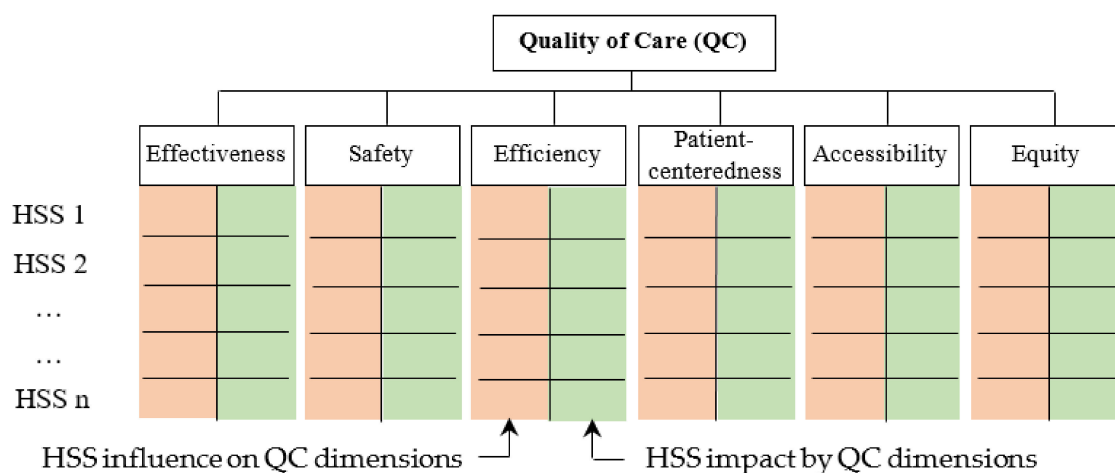 Quality of Care (QC)
Effectiveness
Safety
Efficiency
Patient-
centeredness
Accessibility
Equity
HSS 1
HSS 2
…
…
HSS n
HSS influence on QC dimensions
HSS impact by QC dimensions